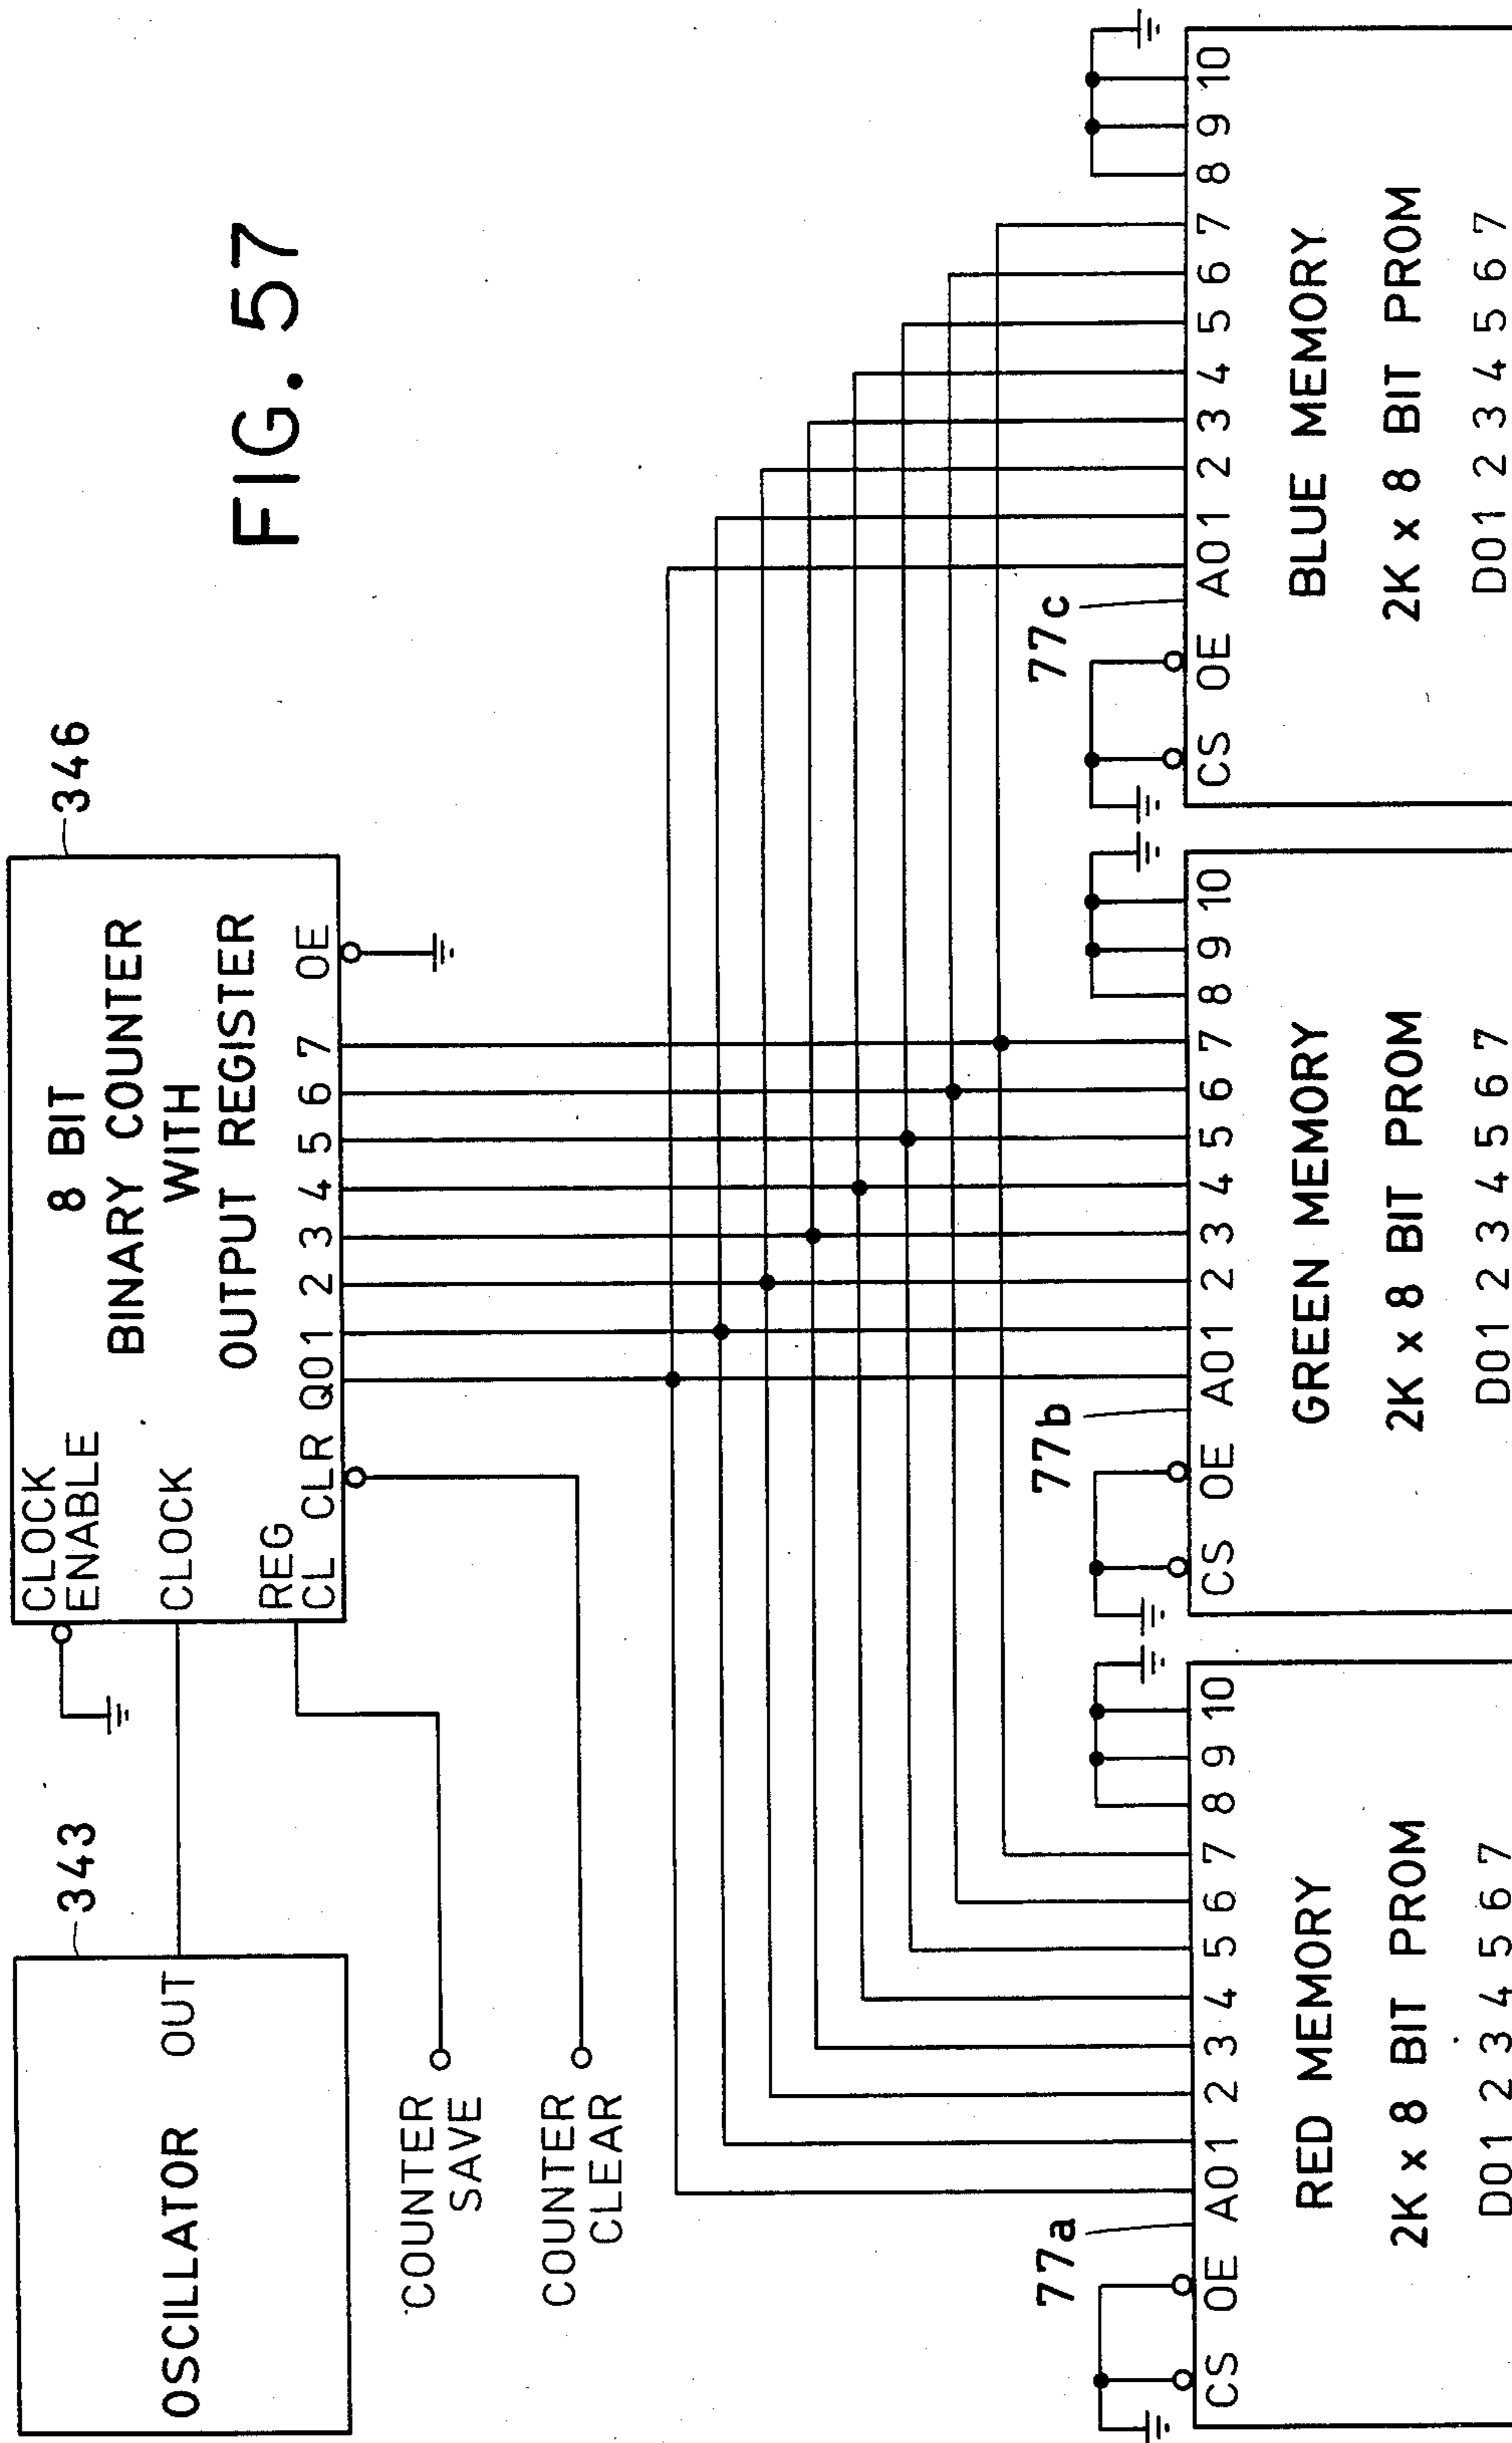 FIG. 57
343
OSCILLATOR
OUT
346
CLOCK
ENABLE
8 BIT
BINARY COUNTER
WITH
OUTPUT REGISTER
CLOCK
REG
CL CLR Q01 2 3 4 5 6 7 OE
COUNTER
SAVE
COUNTER
CLEAR
77a
CS OE A01 2 3 4 5 6 7 8 9 10
RED MEMORY
2K x 8 BIT PROM
D01 2 3 4 5 6 7
77b
CS OE A01 2 3 4 5 6 7 8 9 10
GREEN MEMORY
2K x 8 BIT PROM
D01 2 3 4 5 6 7
77c
CS OE A01 2 3 4 5 6 7 8 9 10
BLUE MEMORY
2K x 8 BIT PROM
D01 2 3 4 5 6 7